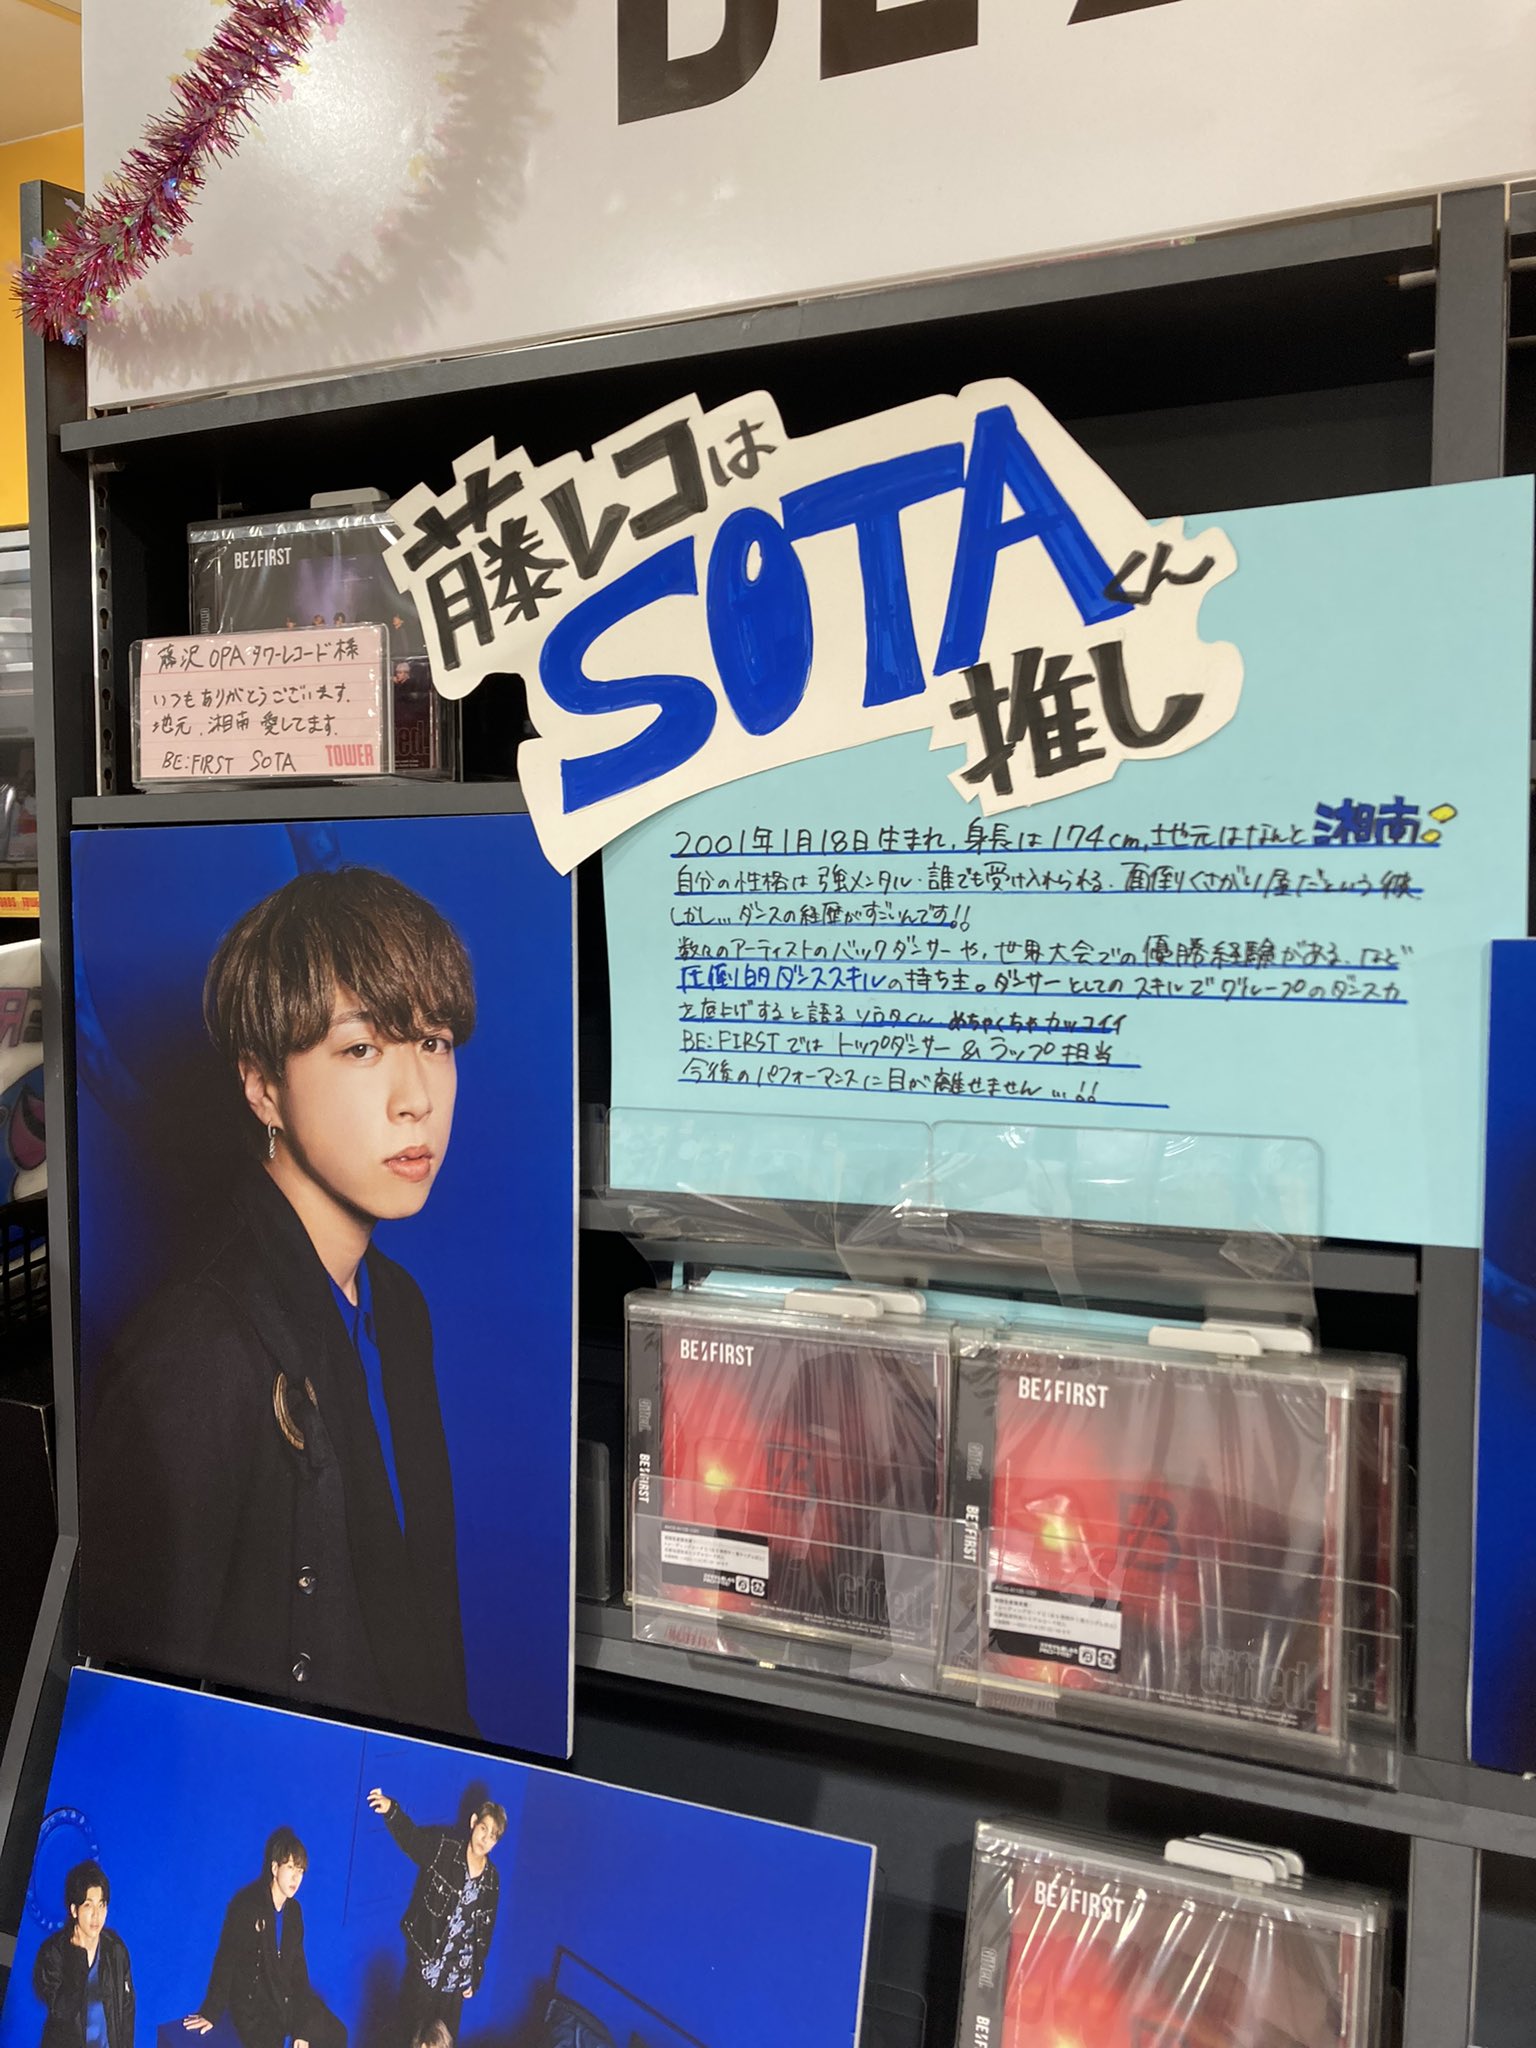 藤レコは
SOTAくん
推し
BE:FIRST
藤沢OPAタワーレコード様
いつもありがとうございます。
地元、湘南愛してます。
BE:FIRST SOTA
TOWER
2001年1月18日生まれ、身長は174cm、地元はなんと湘南!
自分の性格は強メンタル・誰でも受け入れられる、面倒くさがり屋だという彼
しかし…ダンスの経歴がすごいんです!!
数々のアーティストのバックダンサーや、世界大会での優勝経験がある、など
圧倒的ダンススキルの持ち主。ダンサーとしてのスキルでグループのダンス力
を底上げすると語るソウタくん めちゃくちゃカッコイイ
BE:FIRSTでは トップダンサー&ラップ担当
今後のパフォーマンスに目が離せません…!!
BE:FIRST
BE:FIRST
Gifted.
BE:FIRST
BE:FIRST
Gifted.
BE:FIRST